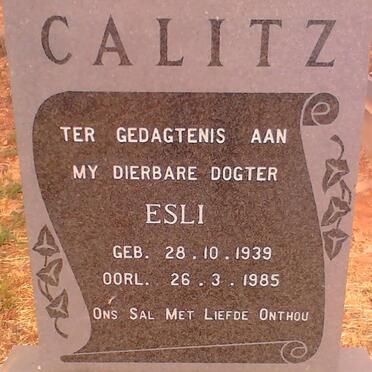 CALITZ
TER GEDAGTENIS AAN
MY DIERBARE DOGTER
ESLI
GEB. 28.10.1939
OORL. 26.3.1985
ONS SAL MET LIEFDE ONTHOU